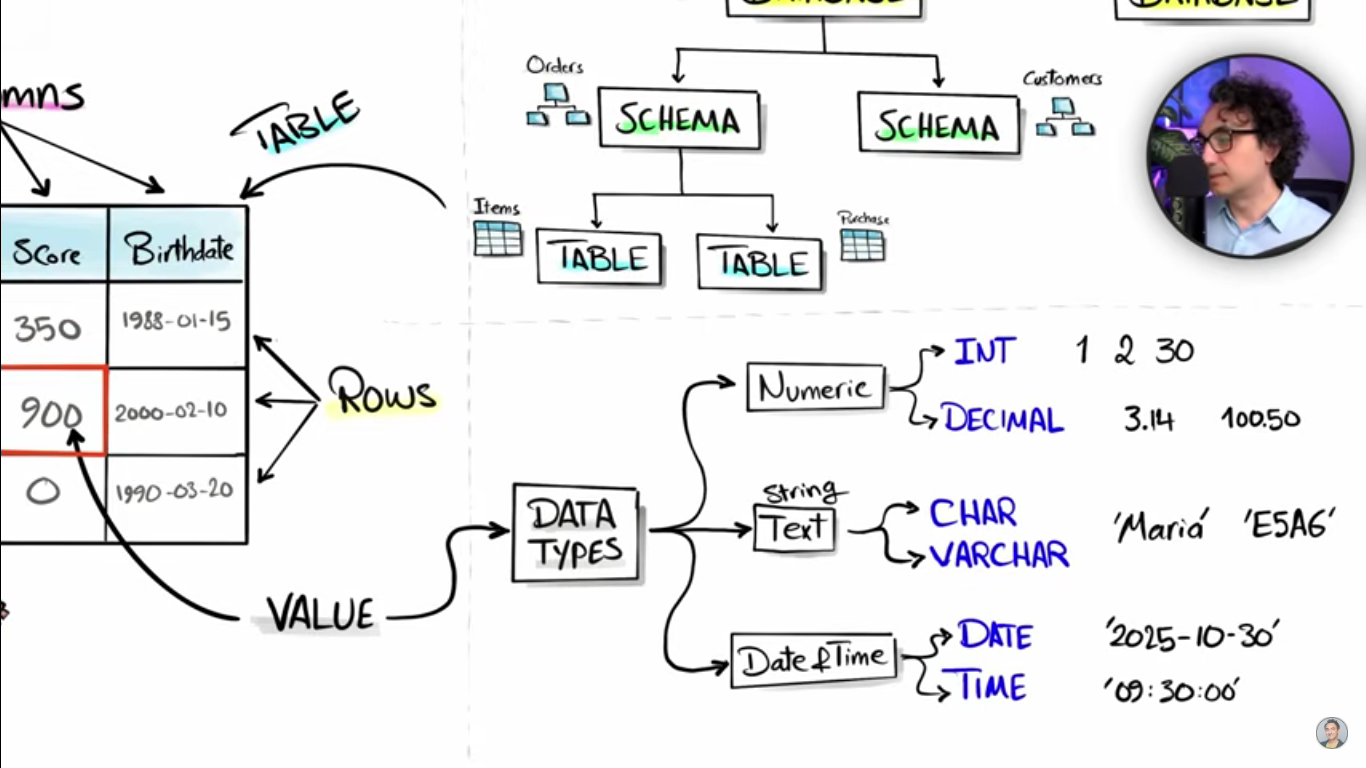 DATABASE
DATABASE
Orders
SCHEMA
SCHEMA
Customers
Items
TABLE
TABLE
Purchase
mns
TABLE
Score
Birthdate
350
1988-01-15
900
2000-02-10
0
1990-03-20
ROWS
VALUE
DATA
TYPES
Numeric
INT 1 2 30
DECIMAL 3.14 100.50
String
Text
CHAR
VARCHAR
'Maria' 'E5A6'
Date & Time
DATE '2025-10-30'
TIME '09:30:00'